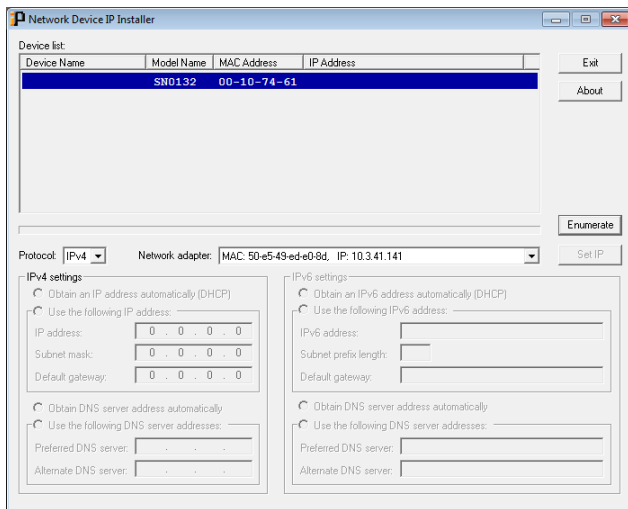 Network Device IP Installer
Device list:
Device Name Model Name MAC Address IP Address
SN0132 00-10-74-61
Exit
About
Enumerate
Protocol: IPv4 Network adapter: MAC: 50-e5-49-ed-e0-8d, IP: 10.3.41.141 Set IP
IPv4 settings
Obtain an IP address automatically (DHCP)
Use the following IP address:
IP address: 0 . 0 . 0 . 0
Subnet mask: 0 . 0 . 0 . 0
Default gateway: 0 . 0 . 0 . 0
Obtain DNS server address automatically
Use the following DNS server addresses:
Preferred DNS server: . . .
Alternate DNS server: . . .
IPv6 settings
Obtain an IPv6 address automatically (DHCP)
Use the following IPv6 address:
IPv6 address:
Subnet prefix length:
Default gateway:
Obtain DNS server address automatically
Use the following DNS server addresses:
Preferred DNS server:
Alternate DNS server: